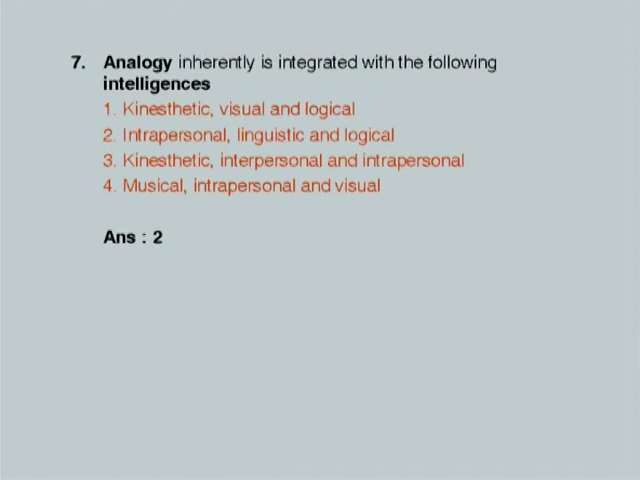 7. Analogy inherently is integrated with the following
intelligences
1. Kinesthetic, visual and logical
2. Intrapersonal, linguistic and logical
3. Kinesthetic, interpersonal and intrapersonal
4. Musical, intrapersonal and visual
Ans : 2